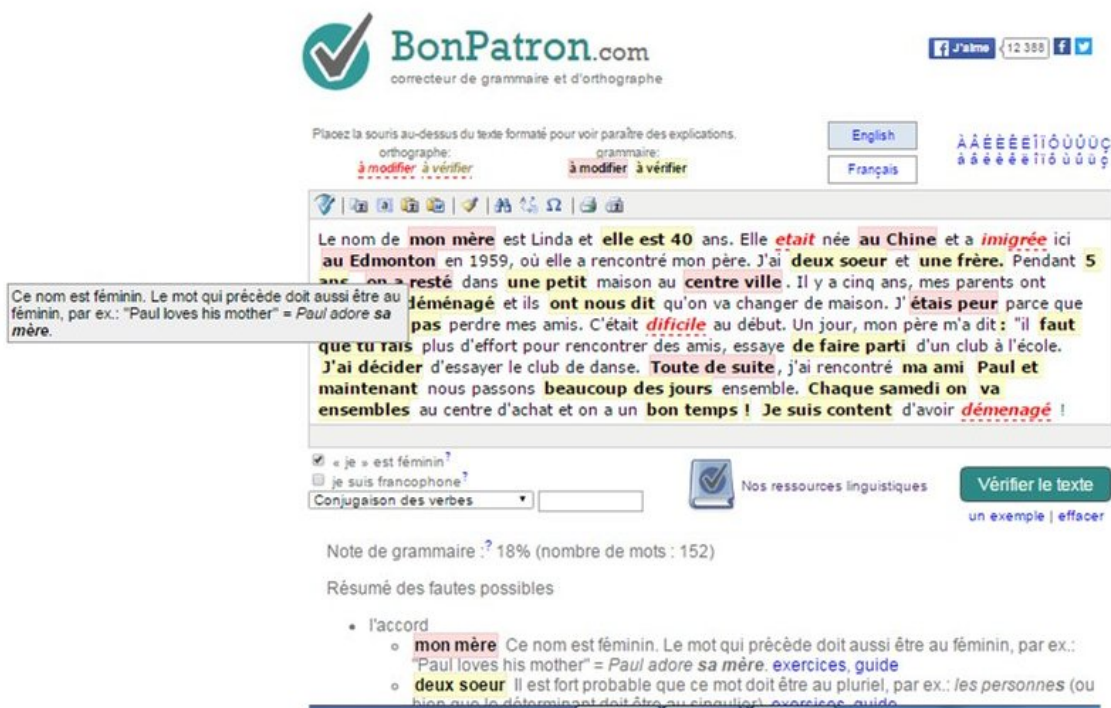 BonPatron.com
correcteur de grammaire et d'orthographe
J'aime 12 388
Placez la souris au-dessus du texte formaté pour voir paraître des explications.
orthographe: grammaire:
à modifier à vérifier à modifier à vérifier
English
Français
À Â É È Ê Ë Î Ï Ô Ù Û Ü Ç
à â é è ê ë î ï ô ù û ü ç
Le nom de mon mère est Linda et elle est 40 ans. Elle etait née au Chine et a imigrée ici
au Edmonton en 1959, où elle a rencontré mon père. J'ai deux soeur et une frère. Pendant 5
ans on a resté dans une petit maison au centre ville . Il y a cinq ans, mes parents ont
déménagé et ils ont nous dit qu'on va changer de maison. J' étais peur parce que
pas perdre mes amis. C'était dificile au début. Un jour, mon père m'a dit : "il faut
que tu fais plus d'effort pour rencontrer des amis, essaye de faire parti d'un club à l'école.
J'ai décider d'essayer le club de danse. Toute de suite, j'ai rencontré ma ami Paul et
maintenant nous passons beaucoup des jours ensemble. Chaque samedi on va
ensembles au centre d'achat et on a un bon temps ! Je suis content d'avoir démenagé !
Ce nom est féminin. Le mot qui précède doit aussi être au
féminin, par ex.: "Paul loves his mother" = Paul adore sa
mère.
« je » est féminin ?
je suis francophone ?
Conjugaison des verbes
Nos ressources linguistiques
Vérifier le texte
un exemple | effacer
Note de grammaire :? 18% (nombre de mots : 152)
Résumé des fautes possibles
l'accord
mon mère Ce nom est féminin. Le mot qui précède doit aussi être au féminin, par ex.:
"Paul loves his mother" = Paul adore sa mère. exercices, guide
deux soeur Il est fort probable que ce mot doit être au pluriel, par ex.: les personnes (ou
bien que le déterminant doit être au singulier). exercices, guide